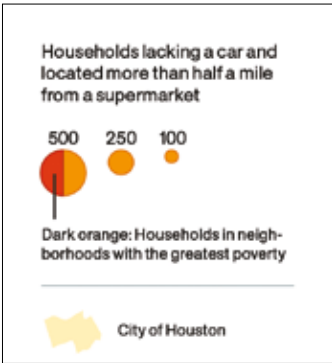 Households lacking a car and
located more than half a mile
from a supermarket
500 250 100
Dark orange: Households in neigh-
borhoods with the greatest poverty
City of Houston